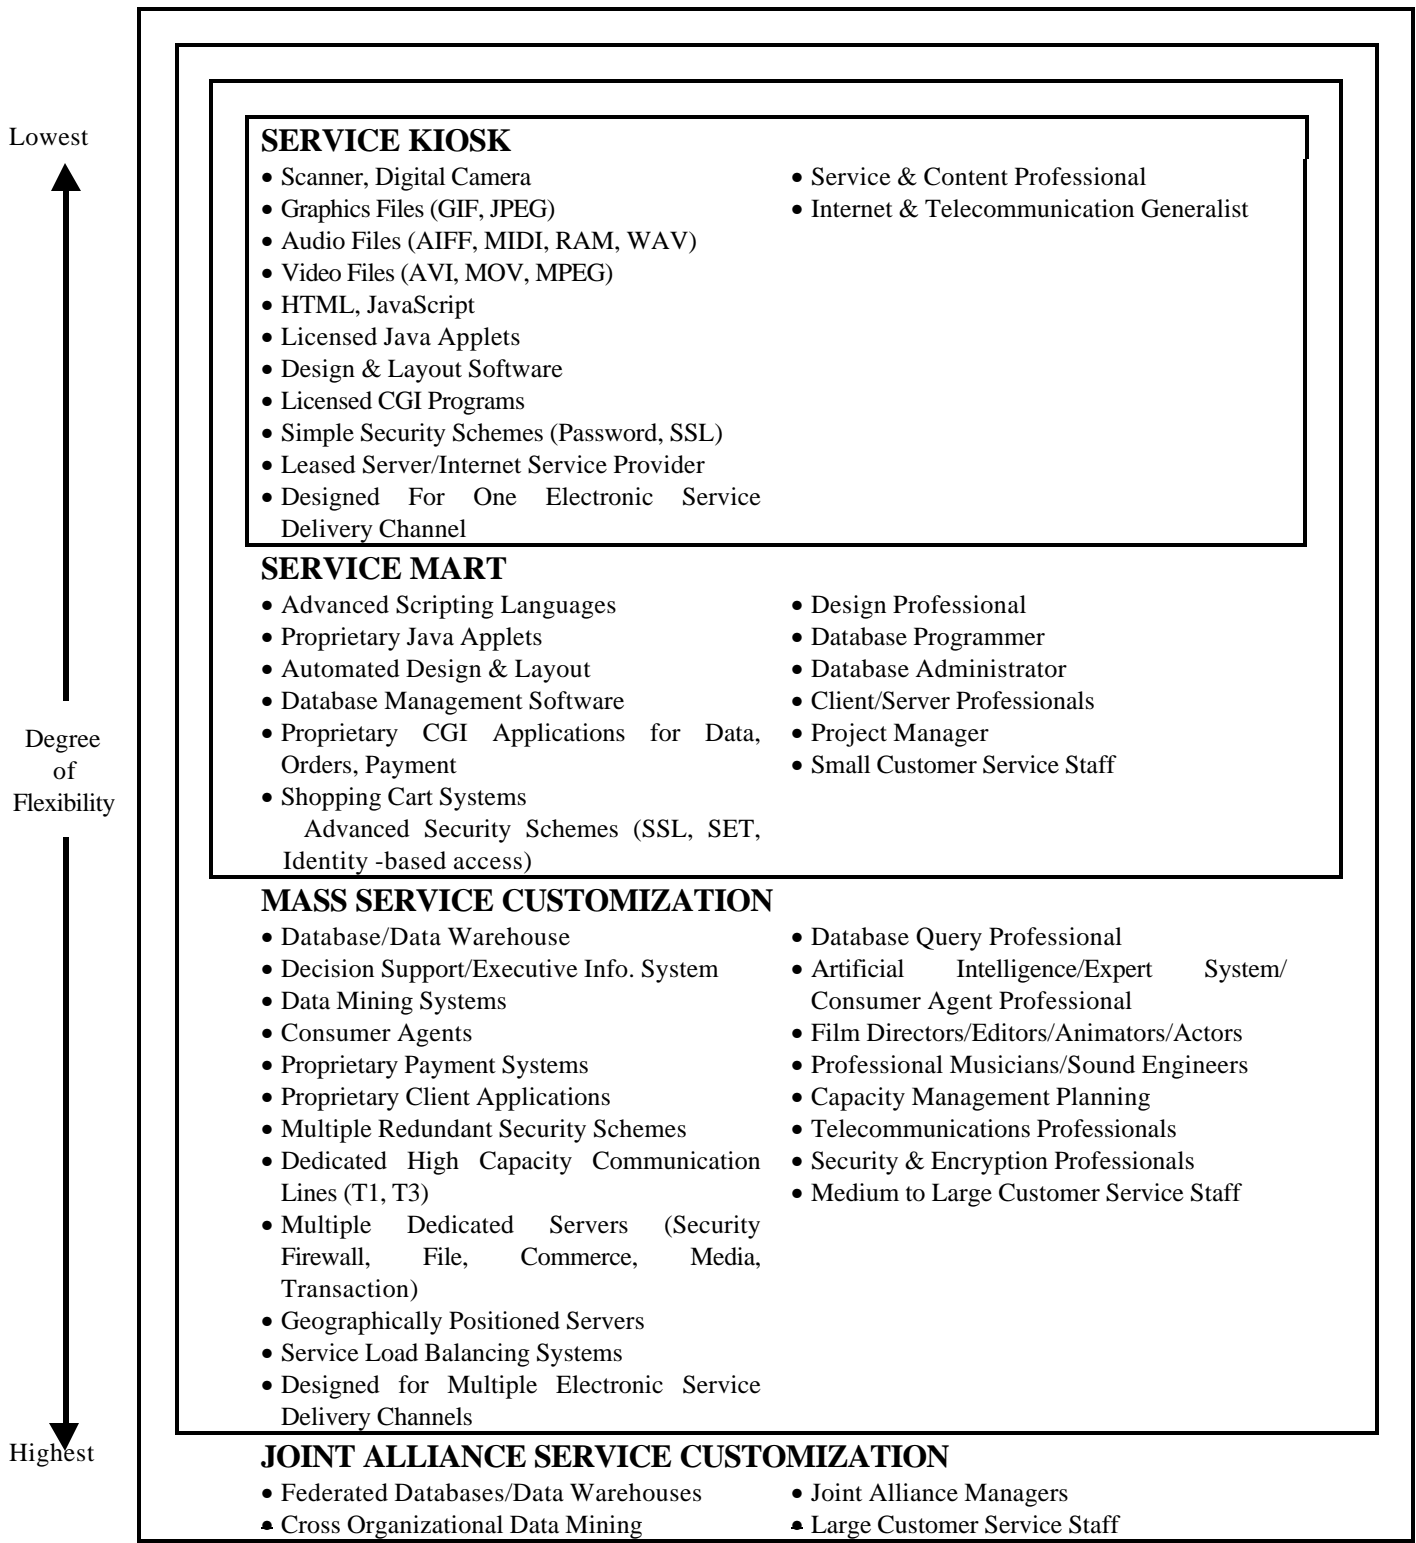 Lowest
Degree
of
Flexibility
Highest
SERVICE KIOSK
• Scanner, Digital Camera
• Graphics Files (GIF, JPEG)
• Audio Files (AIFF, MIDI, RAM, WAV)
• Video Files (AVI, MOV, MPEG)
• HTML, JavaScript
• Licensed Java Applets
• Design & Layout Software
• Licensed CGI Programs
• Simple Security Schemes (Password, SSL)
• Leased Server/Internet Service Provider
• Designed For One Electronic Service
Delivery Channel
• Service & Content Professional
• Internet & Telecommunication Generalist
SERVICE MART
• Advanced Scripting Languages
• Proprietary Java Applets
• Automated Design & Layout
• Database Management Software
• Proprietary CGI Applications for Data,
Orders, Payment
• Shopping Cart Systems
Advanced Security Schemes (SSL, SET,
Identity -based access)
• Design Professional
• Database Programmer
• Database Administrator
• Client/Server Professionals
• Project Manager
• Small Customer Service Staff
MASS SERVICE CUSTOMIZATION
• Database/Data Warehouse
• Decision Support/Executive Info. System
• Data Mining Systems
• Consumer Agents
• Proprietary Payment Systems
• Proprietary Client Applications
• Multiple Redundant Security Schemes
• Dedicated High Capacity Communication
Lines (T1, T3)
• Multiple Dedicated Servers (Security
Firewall, File, Commerce, Media,
Transaction)
• Geographically Positioned Servers
• Service Load Balancing Systems
• Designed for Multiple Electronic Service
Delivery Channels
• Database Query Professional
• Artificial Intelligence/Expert System/
Consumer Agent Professional
• Film Directors/Editors/Animators/Actors
• Professional Musicians/Sound Engineers
• Capacity Management Planning
• Telecommunications Professionals
• Security & Encryption Professionals
• Medium to Large Customer Service Staff
JOINT ALLIANCE SERVICE CUSTOMIZATION
• Federated Databases/Data Warehouses
• Cross Organizational Data Mining
• Joint Alliance Managers
• Large Customer Service Staff